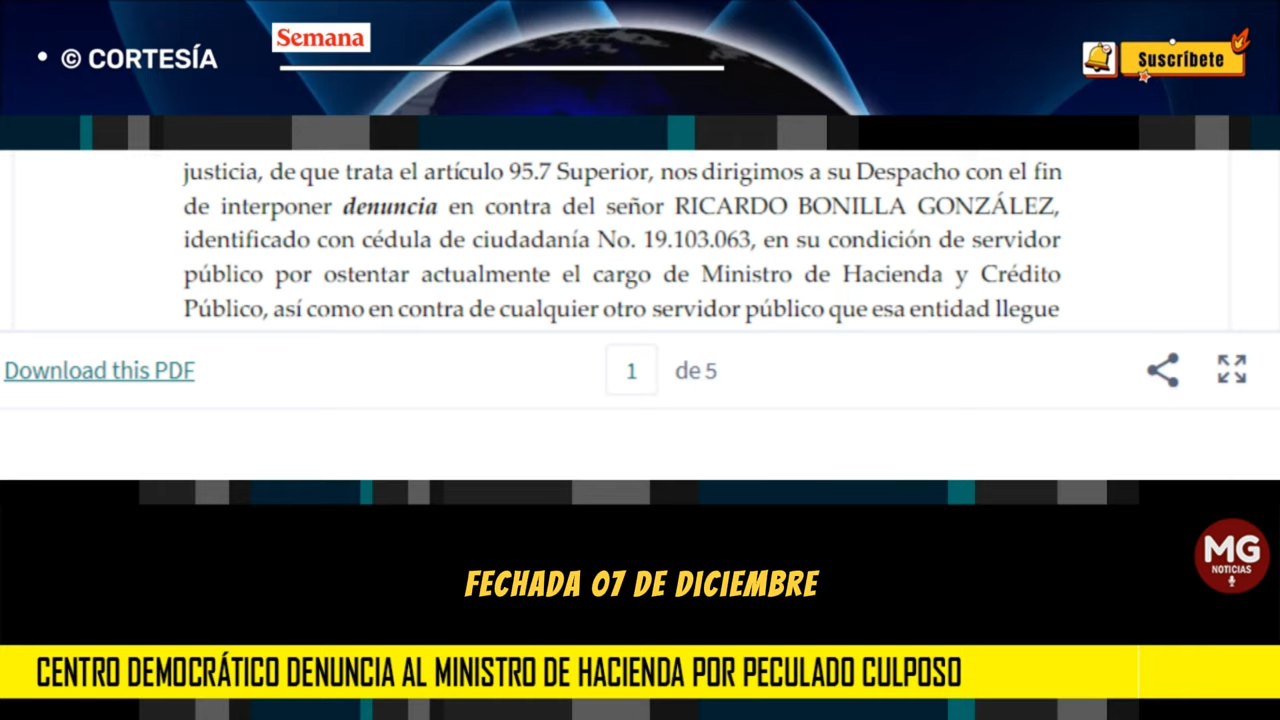 • © CORTESÍA
Semana
Suscríbete
justicia, de que trata el artículo 95.7 Superior, nos dirigimos a su Despacho con el fin
de interponer denuncia en contra del señor RICARDO BONILLA GONZÁLEZ,
identificado con cédula de ciudadanía No. 19.103.063, en su condición de servidor
público por ostentar actualmente el cargo de Ministro de Hacienda y Crédito
Público, así como en contra de cualquier otro servidor público que esa entidad llegue
Download this PDF
1 de 5
MG
NOTICIAS
FECHADA 07 DE DICIEMBRE
CENTRO DEMOCRÁTICO DENUNCIA AL MINISTRO DE HACIENDA POR PECULADO CULPOSO